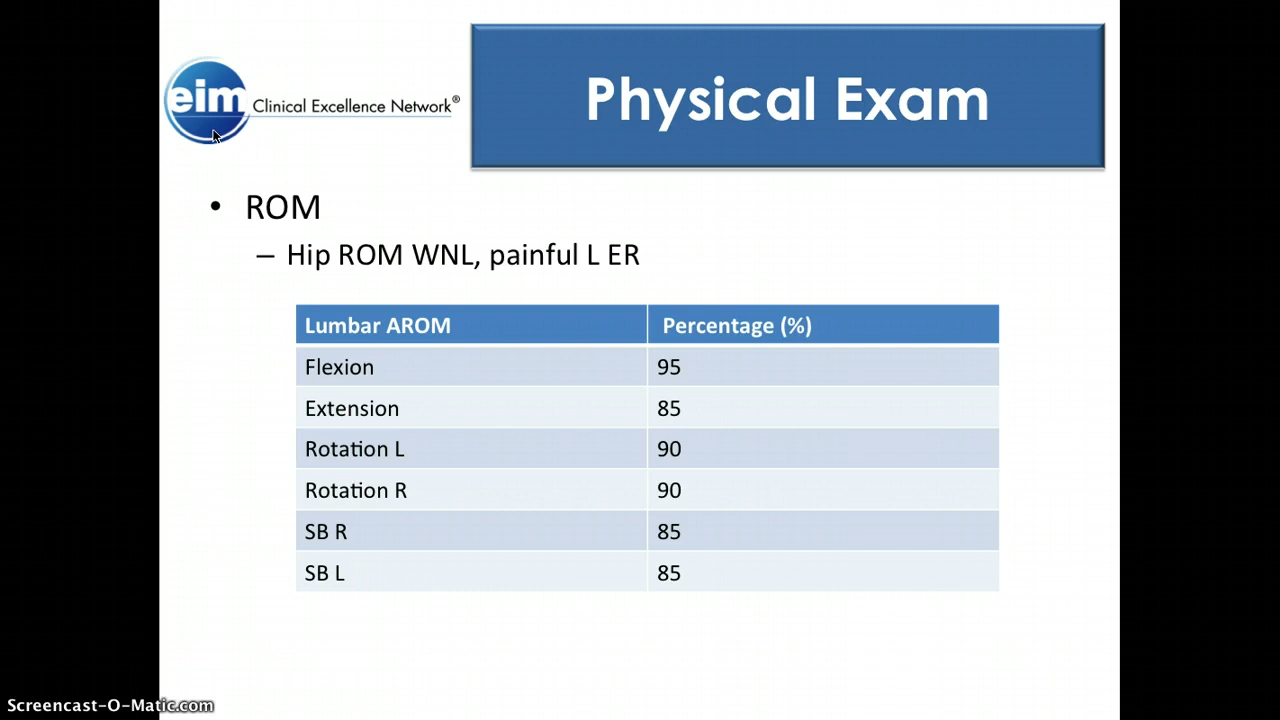 eim Clinical Excellence Network®
Physical Exam
• ROM
– Hip ROM WNL, painful L ER
Lumbar AROM Percentage (%)
Flexion 95
Extension 85
Rotation L 90
Rotation R 90
SB R 85
SB L 85
Screencast-O-Matic.com